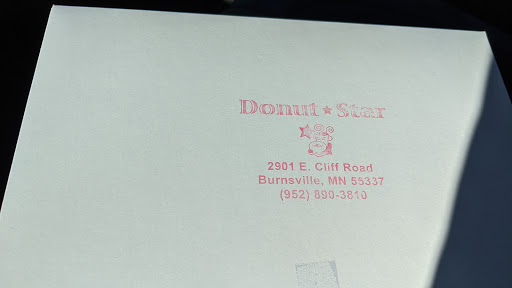 Donut ★ Star
2901 E. Cliff Road
Burnsville, MN 55337
(952) 890-3810